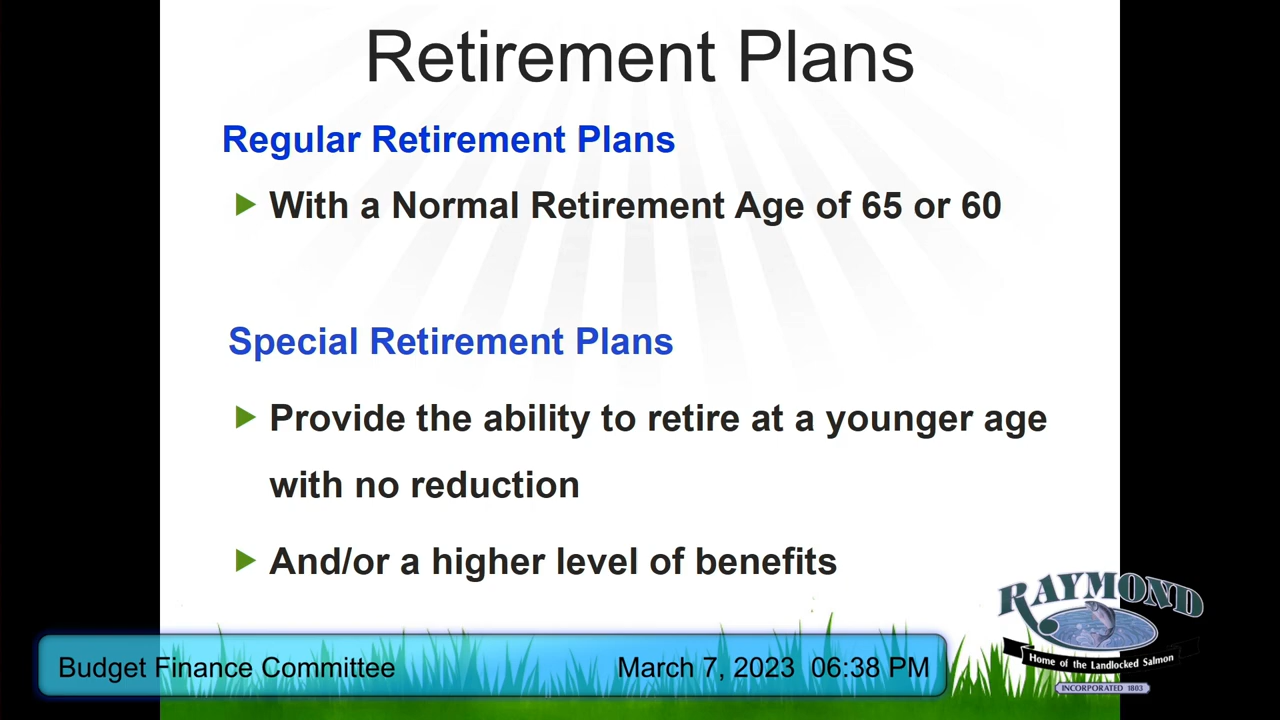 Retirement Plans
Regular Retirement Plans
With a Normal Retirement Age of 65 or 60
Special Retirement Plans
Provide the ability to retire at a younger age
with no reduction
And/or a higher level of benefits
RAYMOND
Home of the Landlocked Salmon
INCORPORATED 1803
Budget Finance Committee March 7, 2023 06:38 PM